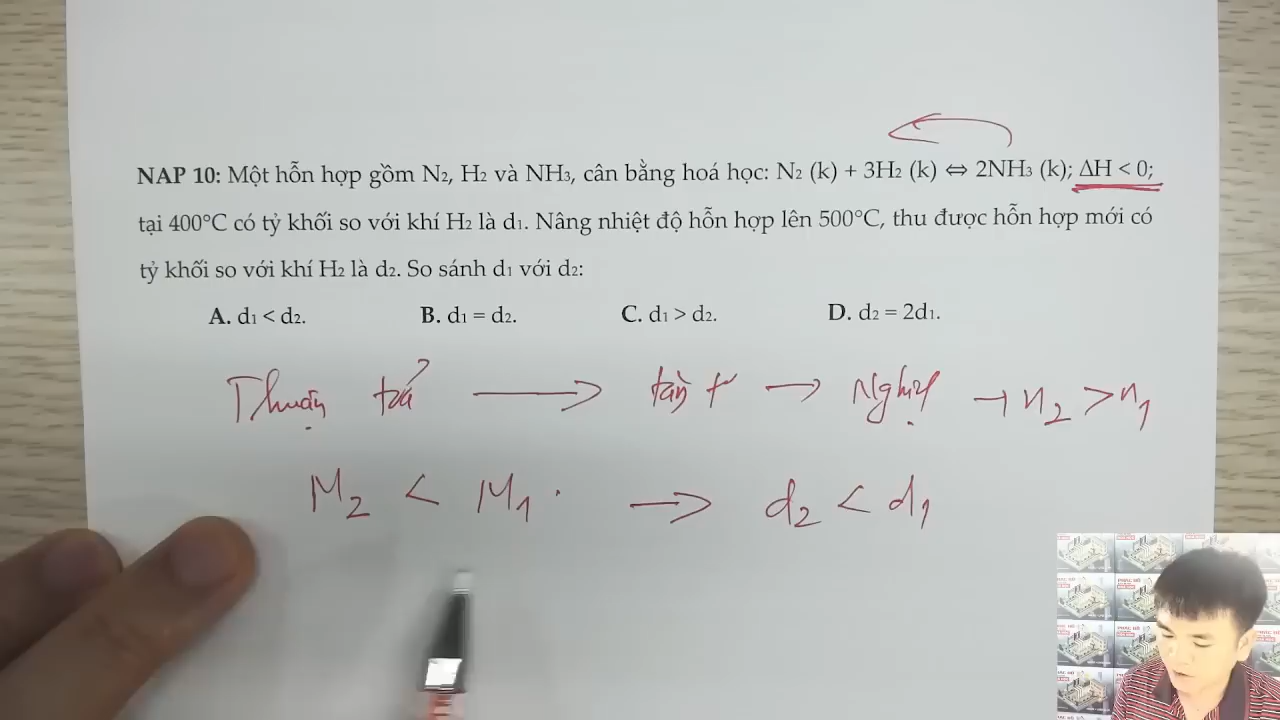 NAP 10: Một hỗn hợp gồm N₂, H₂ và NH₃, cân bằng hoá học: N₂ (k) + 3H₂ (k) ⇔ 2NH₃ (k); ΔH < 0;
tại 400°C có tỷ khối so với khí H₂ là d₁. Nâng nhiệt độ hỗn hợp lên 500°C, thu được hỗn hợp mới có
tỷ khối so với khí H₂ là d₂. So sánh d₁ với d₂:
A. d₁ < d₂. B. d₁ = d₂. C. d₁ > d₂. D. d₂ = 2d₁.
Thuận toả → tăng t° → Nghịch → n₂ > n₁
M₂ < M₁. → d₂ < d₁